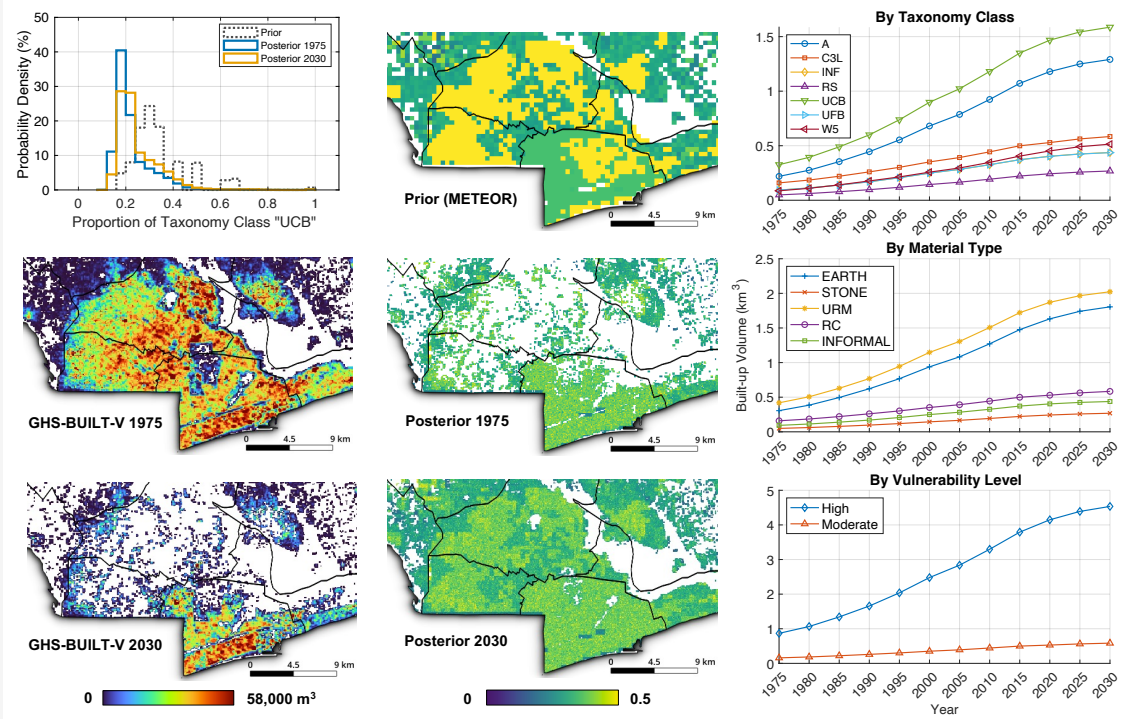 50
40
30
20
10
0
Probability Density (%)
Prior
Posterior 1975
Posterior 2030
0
0.2
0.4
0.6
0.8
1
Proportion of Taxonomy Class "UCB"
Prior (METEOR)
0 4.5 9 km
By Taxonomy Class
1.5
1
0.5
0
A
C3L
INF
RS
UCB
UFB
W5
1975 1980 1985 1990 1995 2000 2005 2010 2015 2020 2025 2030
GHS-BUILT-V 1975
0 4.5 9 km
Posterior 1975
0 4.5 9 km
By Material Type
Built-up Volume (km³)
2.5
2
1.5
1
0.5
0
EARTH
STONE
URM
RC
INFORMAL
1975 1980 1985 1990 1995 2000 2005 2010 2015 2020 2025 2030
GHS-BUILT-V 2030
0 4.5 9 km
0 58,000 m³
Posterior 2030
0 4.5 9 km
0 0.5
By Vulnerability Level
5
4
3
2
1
0
High
Moderate
1975 1980 1985 1990 1995 2000 2005 2010 2015 2020 2025 2030
Year